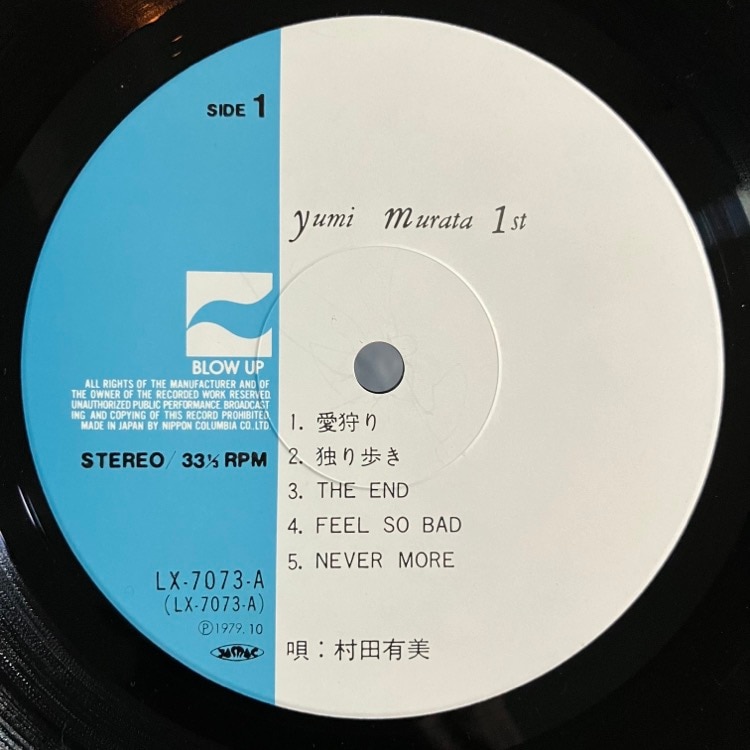 SIDE 1
yumi murata 1st
BLOW UP
ALL RIGHTS OF THE MANUFACTURER AND OF
THE OWNER OF THE RECORDED WORK RESERVED.
UNAUTHORIZED PUBLIC PERFORMANCE. BROADCAST
ING AND COPYING OF THIS RECORD PROHIBITED.
MADE IN JAPAN BY NIPPON COLUMBIA CO.,LTD.
STEREO/ 33⅓ RPM
1. 愛狩り
2. 独り歩き
3. THE END
4. FEEL SO BAD
5. NEVER MORE
LX-7073-A
(LX-7073-A)
Ⓟ1979.10
JASRAC
唄：村田有美